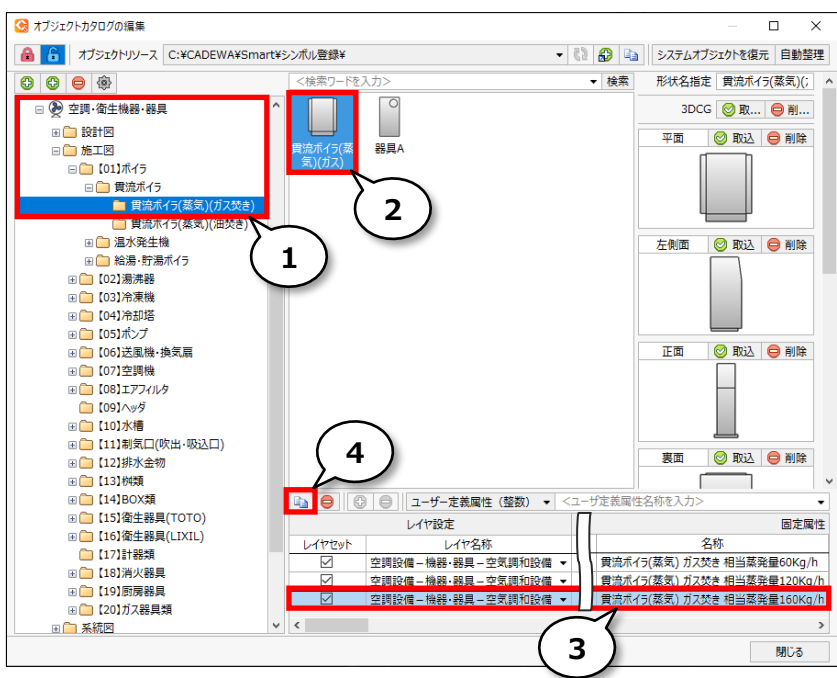 オブジェクトカタログの編集
オブジェクトリソース C:¥CADEWA¥Smart¥シンボル登録¥ システムオブジェクトを復元 自動整理
<検索ワードを入力> 検索 形状名指定 貫流ボイラ(蒸気)(;
空調・衛生機器・器具
設計図
施工図
【01】ボイラ
貫流ボイラ
貫流ボイラ(蒸気)(ガス焚き)
貫流ボイラ(蒸気)(油焚き)
温水発生機
給湯・貯湯ボイラ
【02】湯沸器
【03】冷凍機
【04】冷却塔
【05】ポンプ
【06】送風機・換気扇
【07】空調機
【08】エアフィルタ
【09】ヘッダ
【10】水槽
【11】制気口(吹出・吸込口)
【12】排水金物
【13】桝類
【14】BOX類
【15】衛生器具(TOTO)
【16】衛生器具(LIXIL)
【17】計器類
【18】消火器具
【19】厨房器具
【20】ガス器具類
系統図
1
貫流ボイラ(蒸
気)(ガス)
器具A
2
3DCG 取... 削...
平面 取込 削除
左側面 取込 削除
正面 取込 削除
裏面 取込 削除
4
ユーザー定義属性(整数) <ユーザ定義属性名称を入力>
レイヤ設定 固定属性
レイヤセット レイヤ名称 名称
空調設備-機器・器具-空気調和設備 貫流ボイラ(蒸気) ガス焚き 相当蒸発量60Kg/h
空調設備-機器・器具-空気調和設備 貫流ボイラ(蒸気) ガス焚き 相当蒸発量120Kg/h
空調設備-機器・器具-空気調和設備 貫流ボイラ(蒸気) ガス焚き 相当蒸発量160Kg/h
3
閉じる